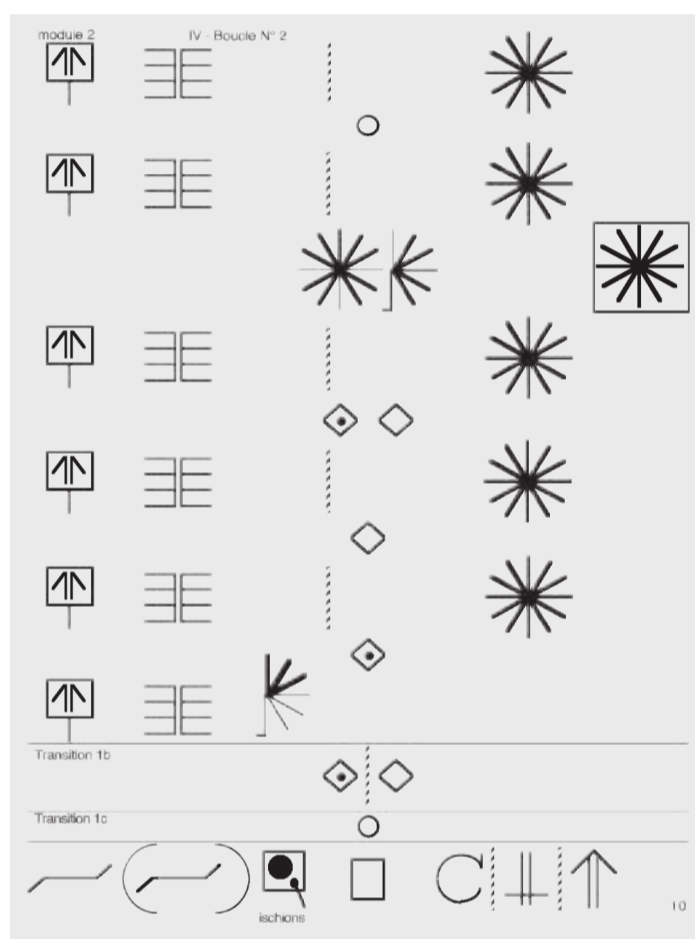 module 2 IV - Boucle N° 2
Transition 1b
Transition 1c
ischions
10